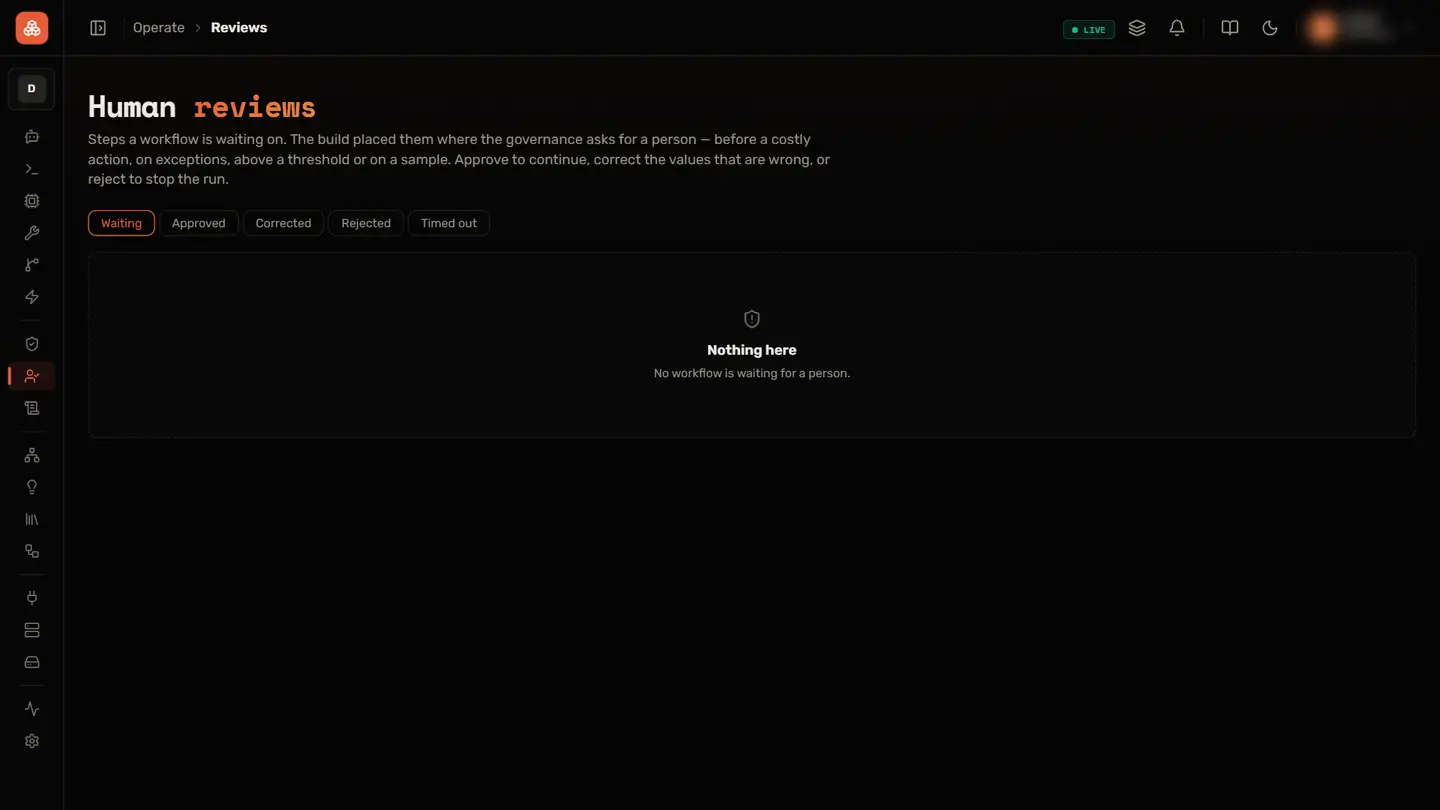 Operate > Reviews
LIVE
D
Human reviews
Steps a workflow is waiting on. The build placed them where the governance asks for a person — before a costly
action, on exceptions, above a threshold or on a sample. Approve to continue, correct the values that are wrong, or
reject to stop the run.
Waiting Approved Corrected Rejected Timed out
Nothing here
No workflow is waiting for a person.